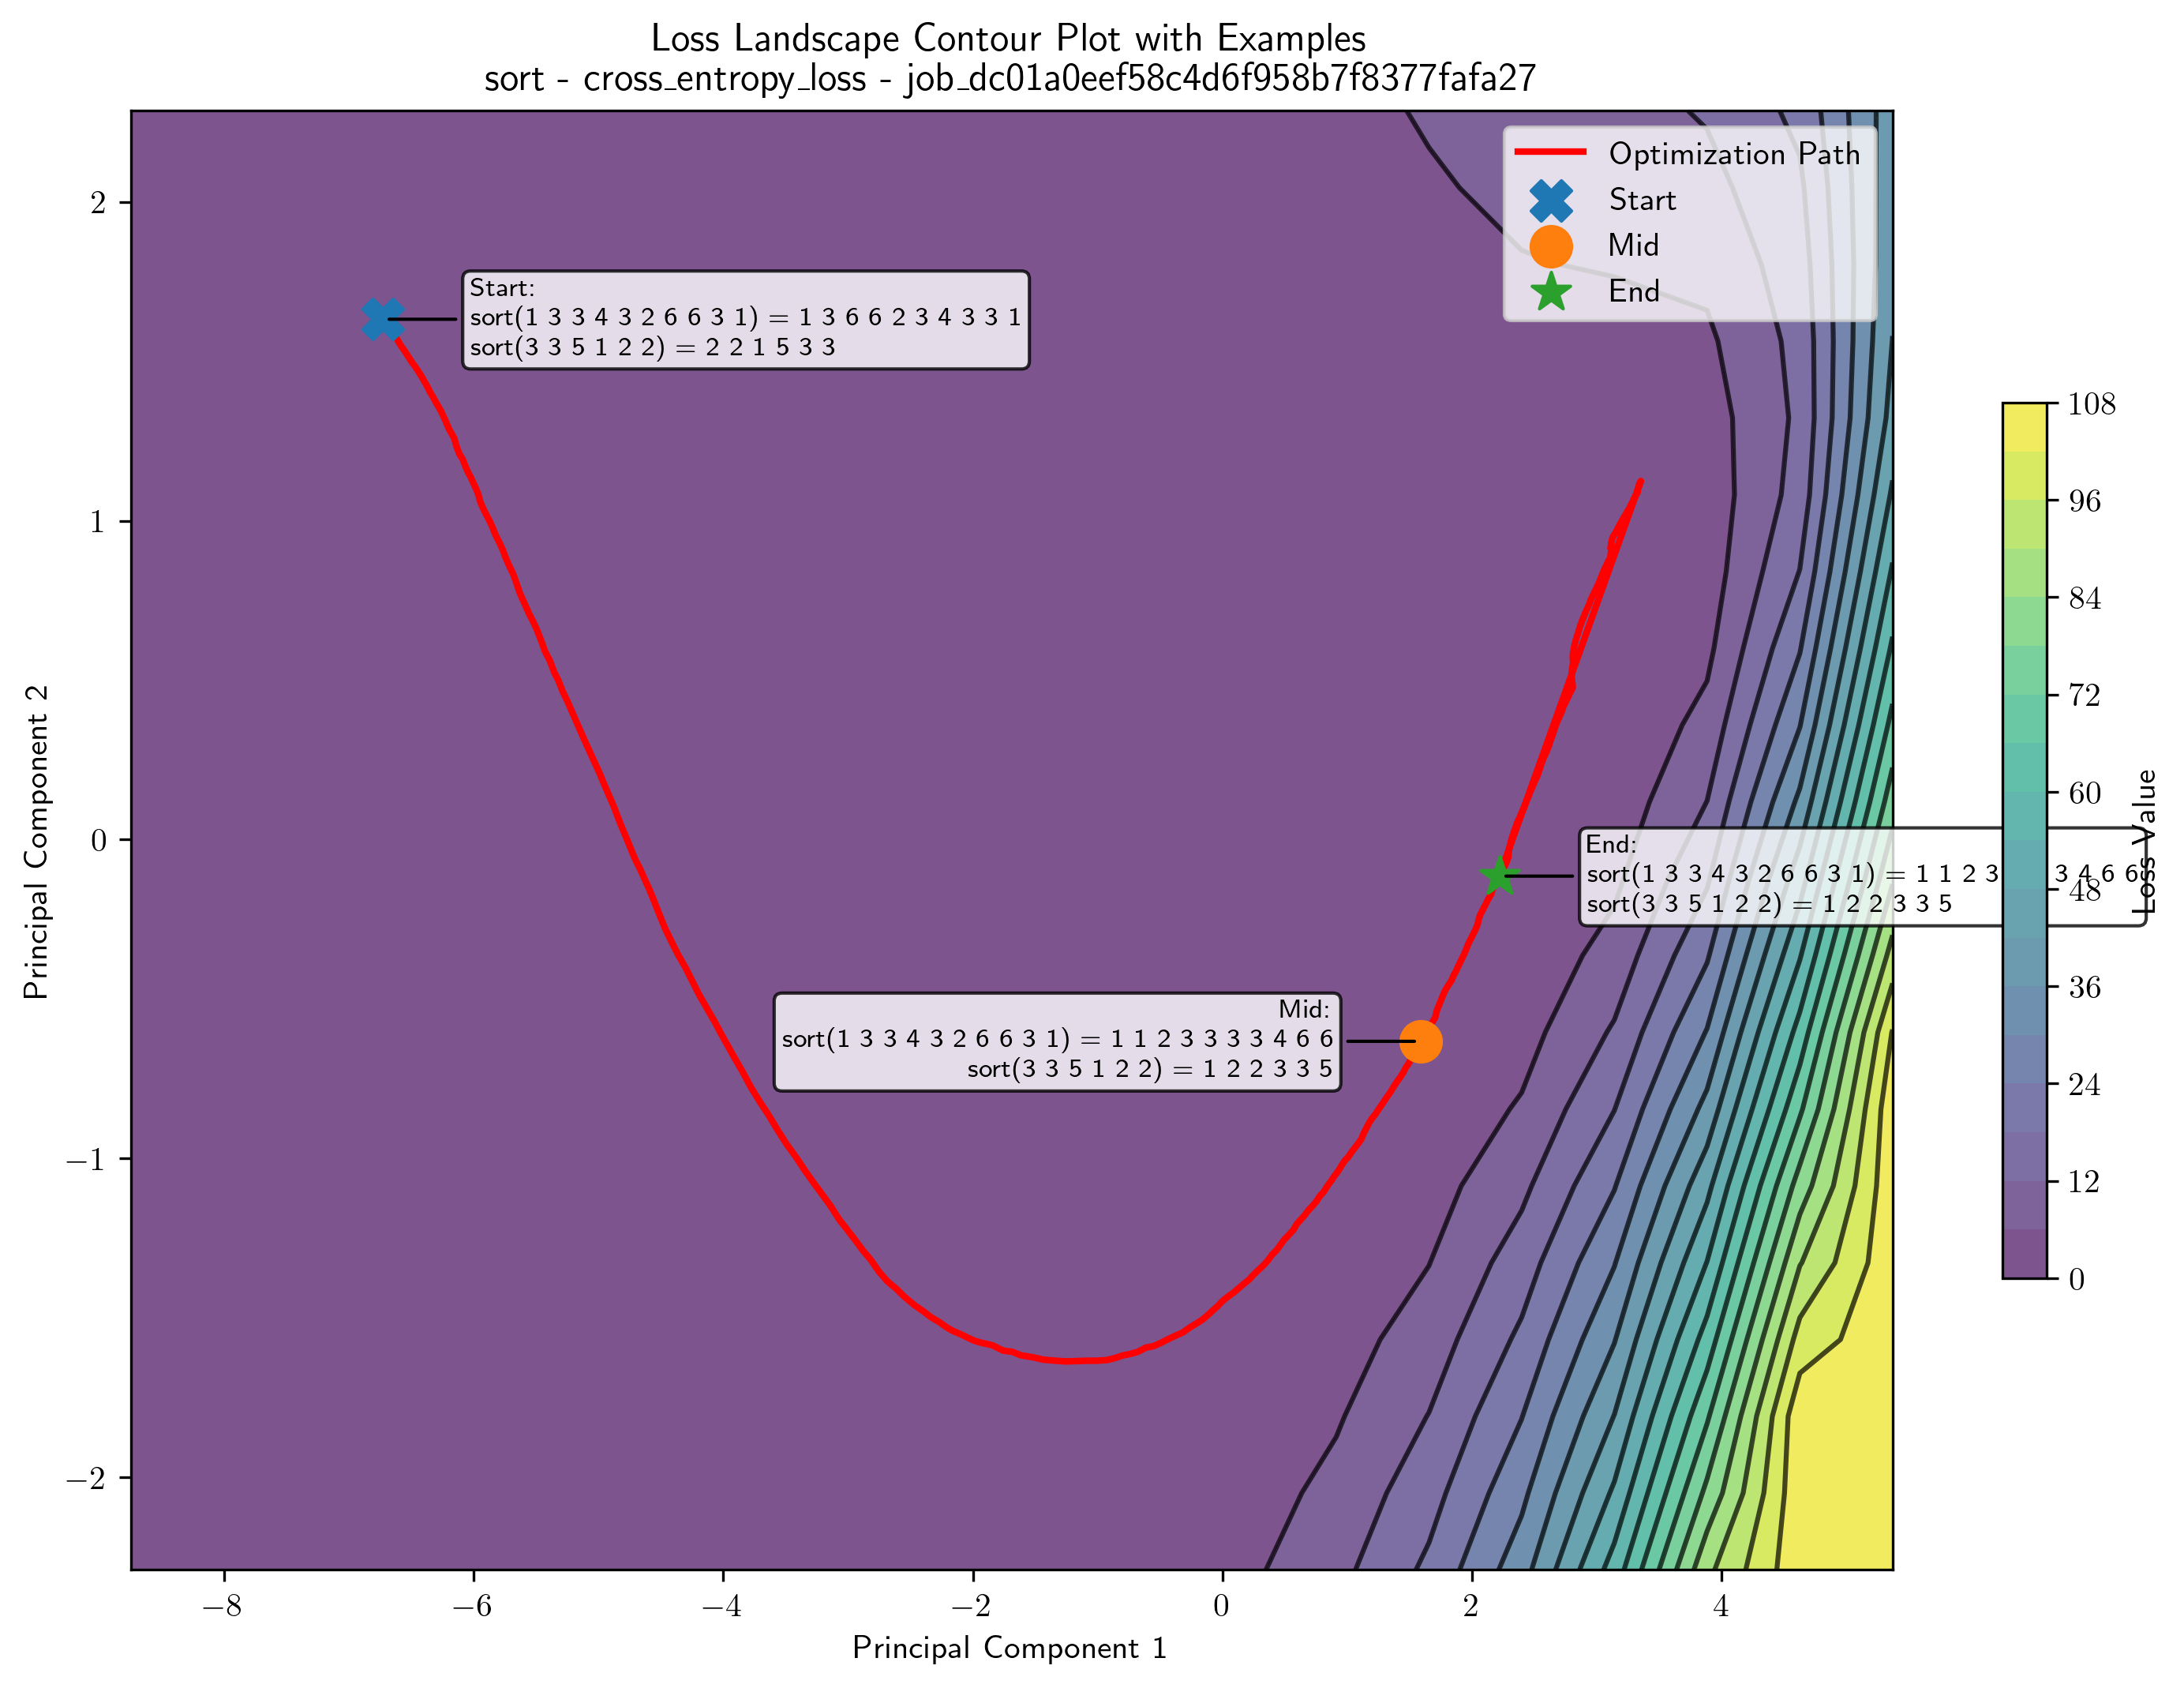 Loss Landscape Contour Plot with Examples
sort - cross_entropy_loss - job_dc01a0eef58c4d6f958b7f8377fafa27
Optimization Path
Start
Mid
End
Start:
sort(1 3 3 4 3 2 6 6 3 1) = 1 3 6 6 2 3 4 3 3 1
sort(3 3 5 1 2 2) = 2 2 1 5 3 3
End:
sort(1 3 3 4 3 2 6 6 3 1) = 1 1 2 3 3 4 6 6
sort(3 3 5 1 2 2) = 1 2 2 3 3 5
Mid:
sort(1 3 3 4 3 2 6 6 3 1) = 1 1 2 3 3 3 3 4 6 6
sort(3 3 5 1 2 2) = 1 2 2 3 3 5
2
1
0
−1
−2
Principal Component 2
−8
−6
−4
−2
0
2
4
Principal Component 1
108
96
84
72
60
48
36
24
12
0
Loss Value